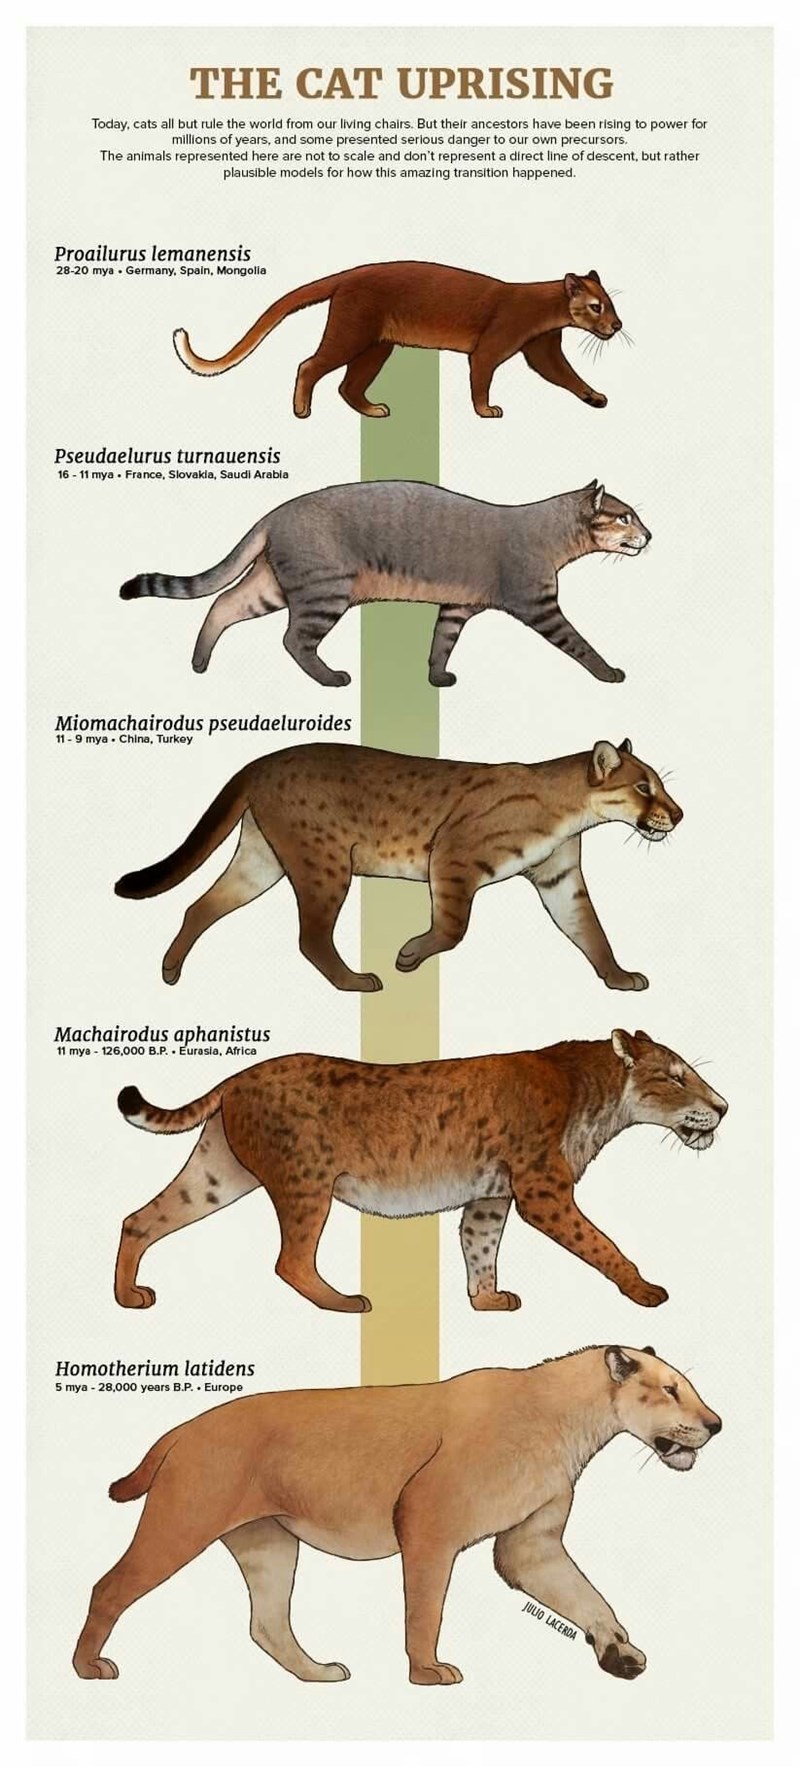 THE CAT UPRISING
Today, cats all but rule the world from our living chairs. But their ancestors have been rising to power for
millions of years, and some presented serious danger to our own precursors.
The animals represented here are not to scale and don't represent a direct line of descent, but rather
plausible models for how this amazing transition happened.
Proailurus lemanensis
28-20 mya • Germany, Spain, Mongolia
Pseudaelurus turnauensis
16 - 11 mya • France, Slovakia, Saudi Arabia
Miomachairodus pseudaeluroides
11 - 9 mya • China, Turkey
Machairodus aphanistus
11 mya - 126,000 B.P. • Eurasia, Africa
Homotherium latidens
5 mya - 28,000 years B.P. • Europe
JULIO LACERDA